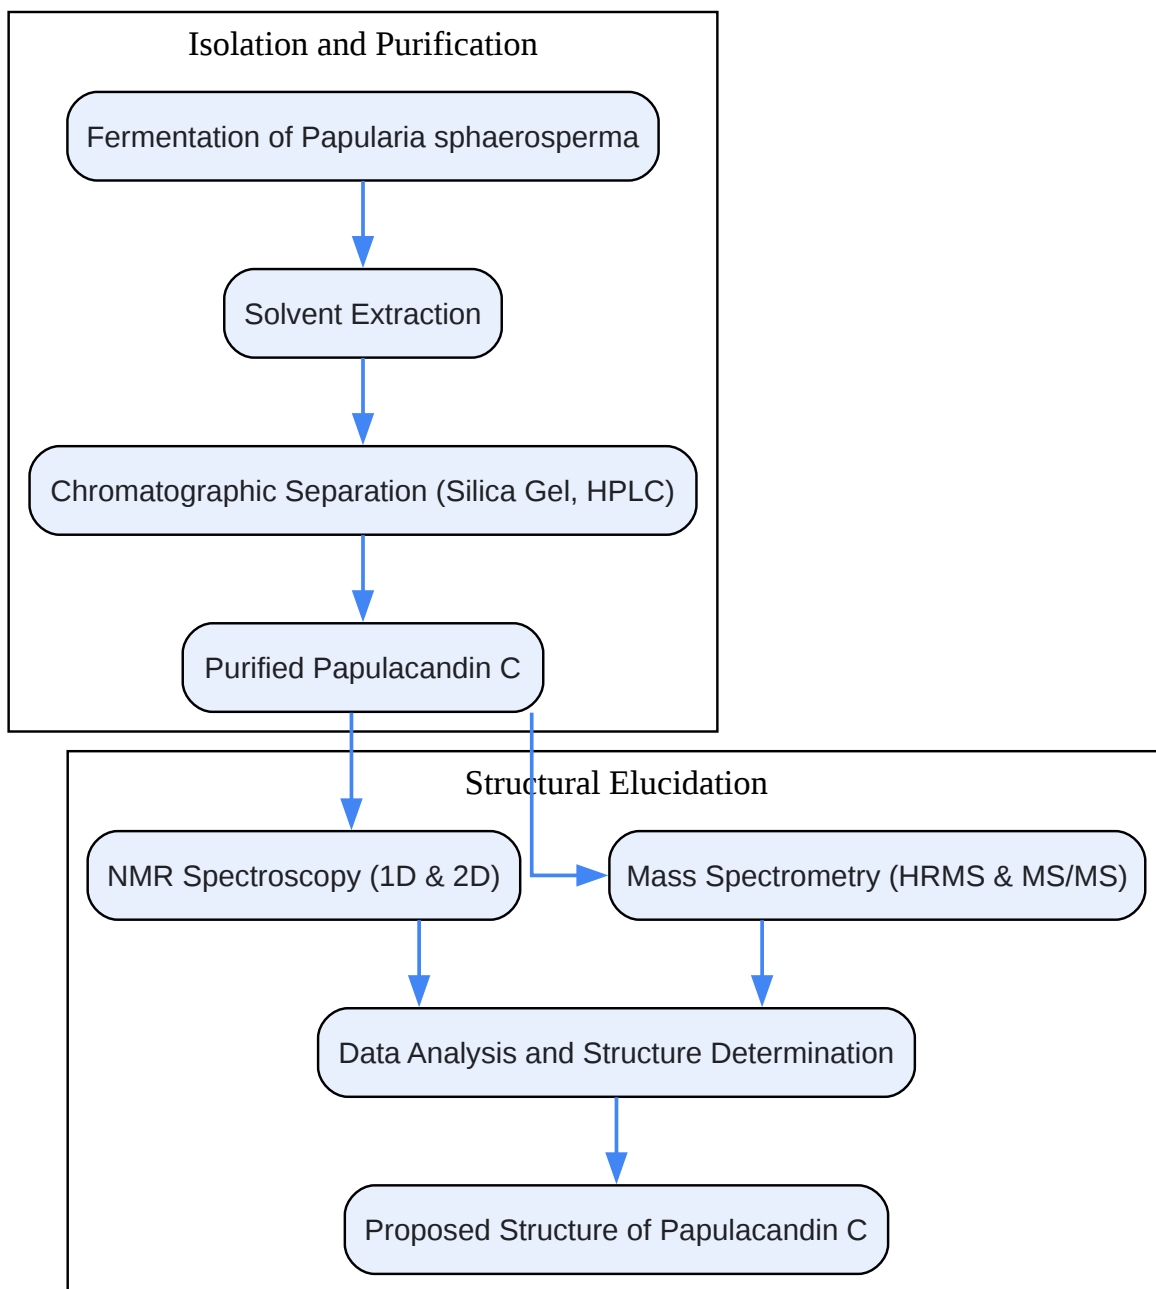 Isolation and Purification
Fermentation of Papularia sphaerosperma
Solvent Extraction
Chromatographic Separation (Silica Gel, HPLC)
Purified Papulacandin C
Structural Elucidation
NMR Spectroscopy (1D & 2D)
Mass Spectrometry (HRMS & MS/MS)
Data Analysis and Structure Determination
Proposed Structure of Papulacandin C